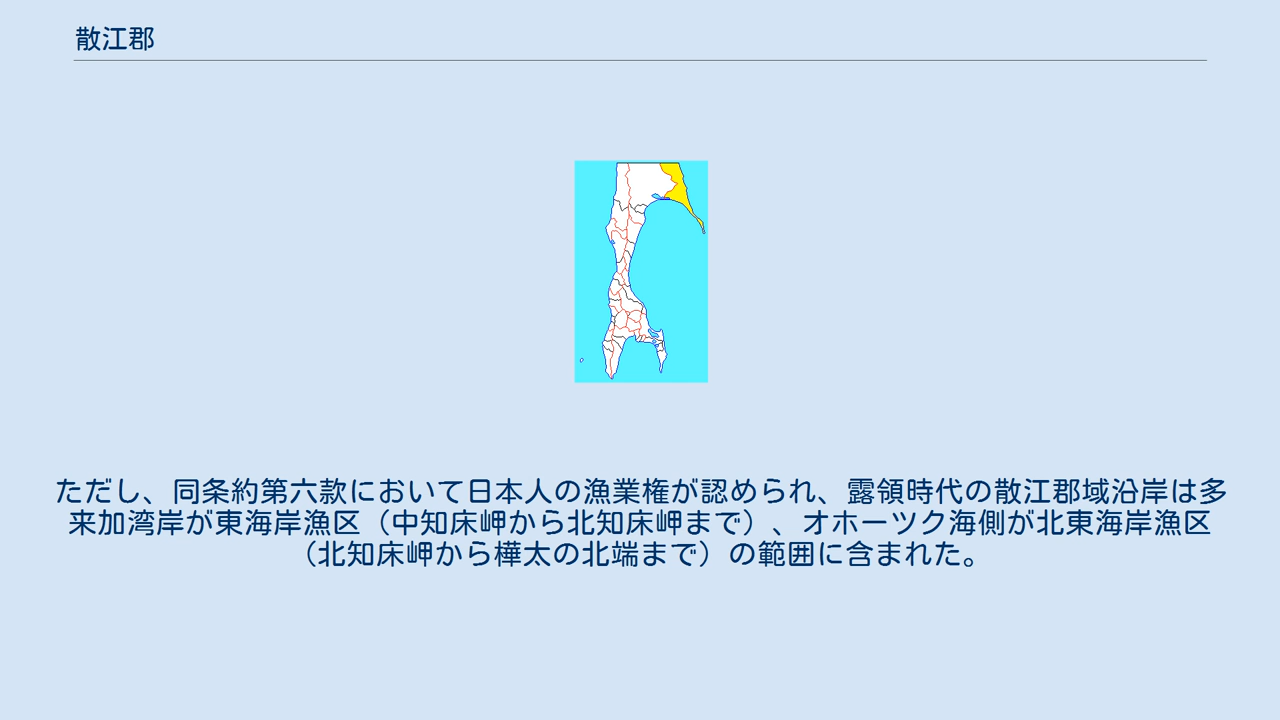 散江郡
ただし、同条約第六款において日本人の漁業権が認められ、露領時代の散江郡域沿岸は多
来加湾岸が東海岸漁区（中知床岬から北知床岬まで）、オホーツク海側が北東海岸漁区
（北知床岬から樺太の北端まで）の範囲に含まれた。